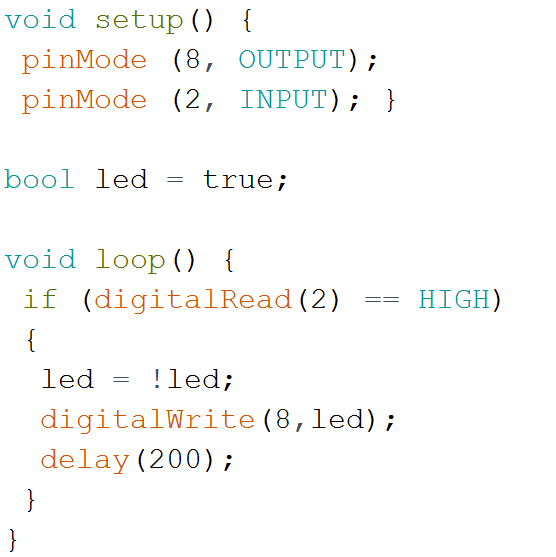 void setup() {
 pinMode (8, OUTPUT);
 pinMode (2, INPUT); }

bool led = true;

void loop() {
 if (digitalRead(2) == HIGH)
 {
  led = !led;
  digitalWrite(8,led);
  delay(200);
 }
}